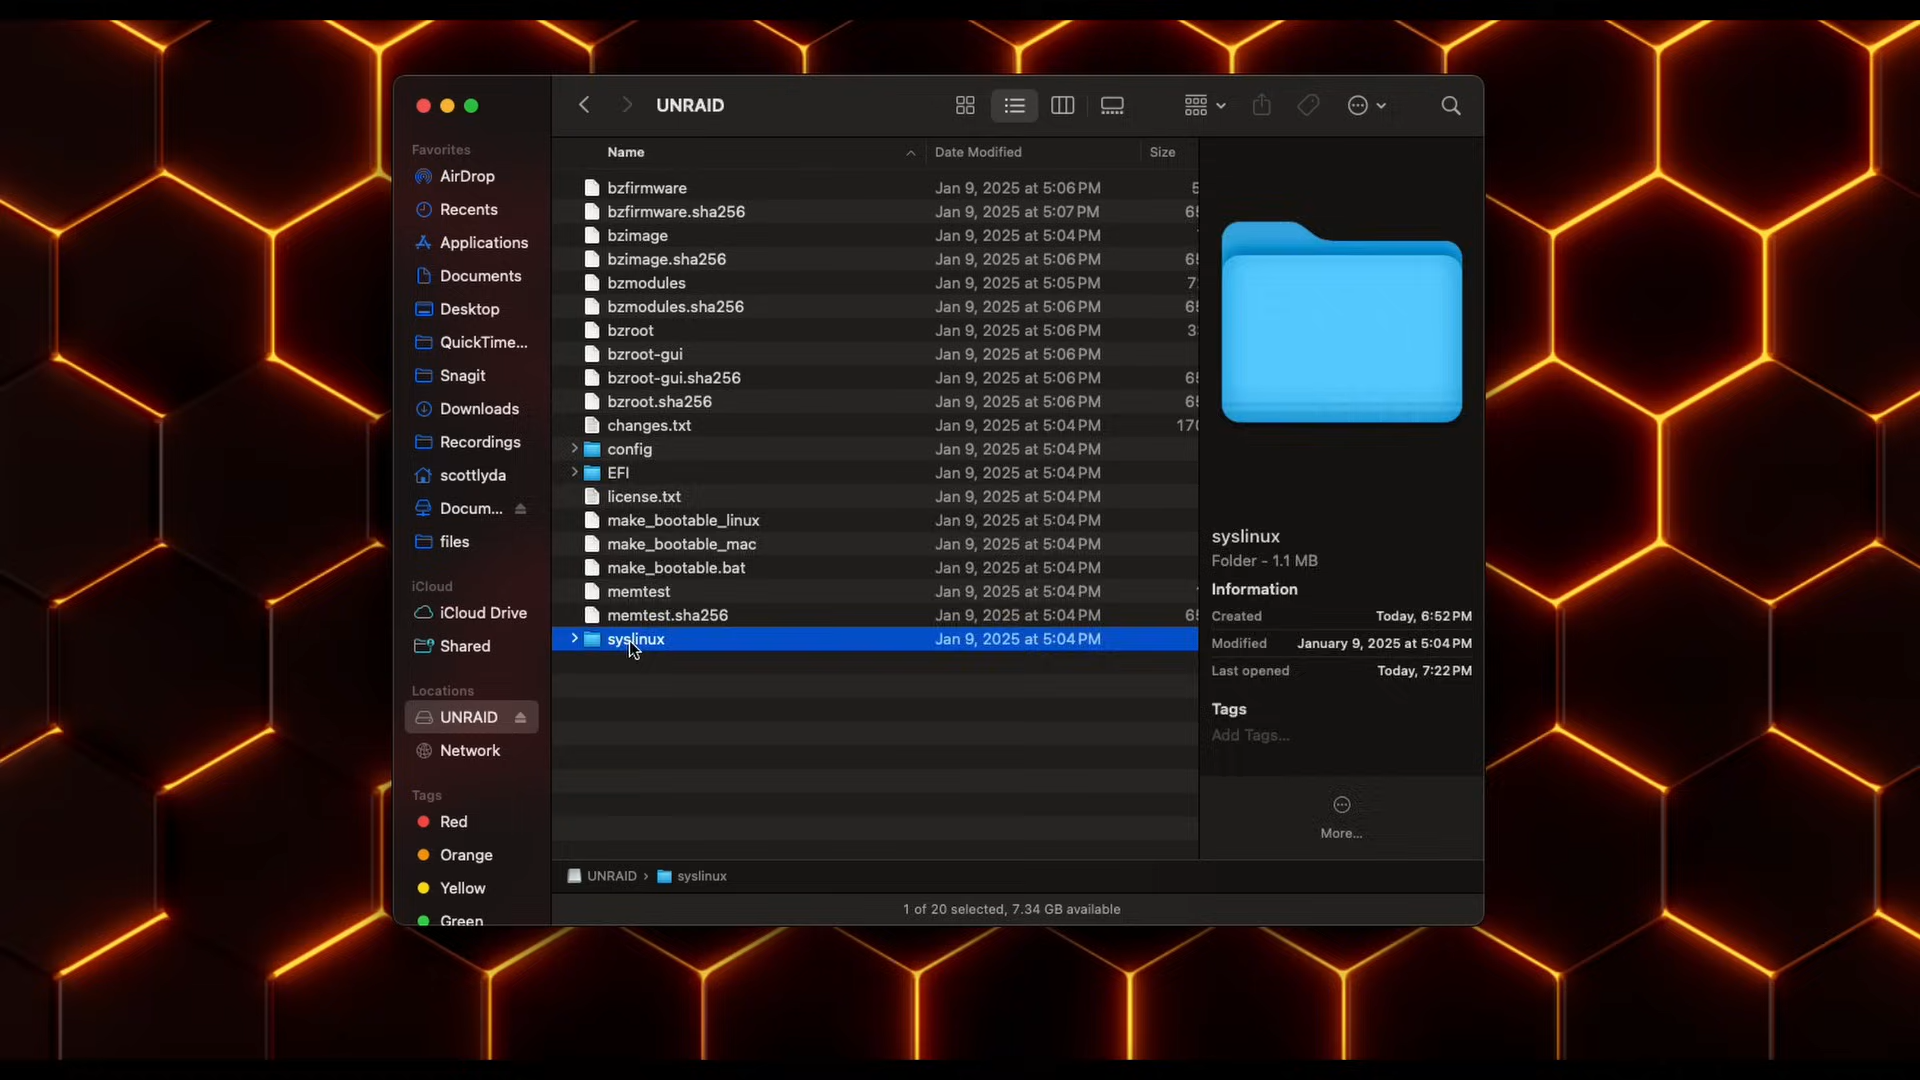 UNRAID
Favorites
AirDrop
Recents
Applications
Documents
Desktop
QuickTime...
Snagit
Downloads
Recordings
scottlyda
Docum...
files
iCloud
iCloud Drive
Shared
Locations
UNRAID
Network
Tags
Red
Orange
Yellow
Green
Name Date Modified Size
bzfirmware Jan 9, 2025 at 5:06 PM 5
bzfirmware.sha256 Jan 9, 2025 at 5:07 PM 65
bzimage Jan 9, 2025 at 5:04 PM
bzimage.sha256 Jan 9, 2025 at 5:04 PM 65
bzmodules Jan 9, 2025 at 5:05 PM 7
bzmodules.sha256 Jan 9, 2025 at 5:06 PM 65
bzroot Jan 9, 2025 at 5:06 PM 3
bzroot-gui Jan 9, 2025 at 5:06 PM
bzroot-gui.sha256 Jan 9, 2025 at 5:06 PM 65
bzroot.sha256 Jan 9, 2025 at 5:06 PM 65
changes.txt Jan 9, 2025 at 5:04 PM 170
config Jan 9, 2025 at 5:04 PM
EFI Jan 9, 2025 at 5:04 PM
license.txt Jan 9, 2025 at 5:04 PM
make_bootable_linux Jan 9, 2025 at 5:04 PM
make_bootable_mac Jan 9, 2025 at 5:04 PM
make_bootable.bat Jan 9, 2025 at 5:04 PM
memtest Jan 9, 2025 at 5:04 PM
memtest.sha256 Jan 9, 2025 at 5:04 PM 65
syslinux Jan 9, 2025 at 5:04 PM
syslinux
Folder - 1.1 MB
Information
Created Today, 6:52 PM
Modified January 9, 2025 at 5:04 PM
Last opened Today, 7:22 PM
Tags
Add Tags...
More...
UNRAID › syslinux
1 of 20 selected, 7.34 GB available